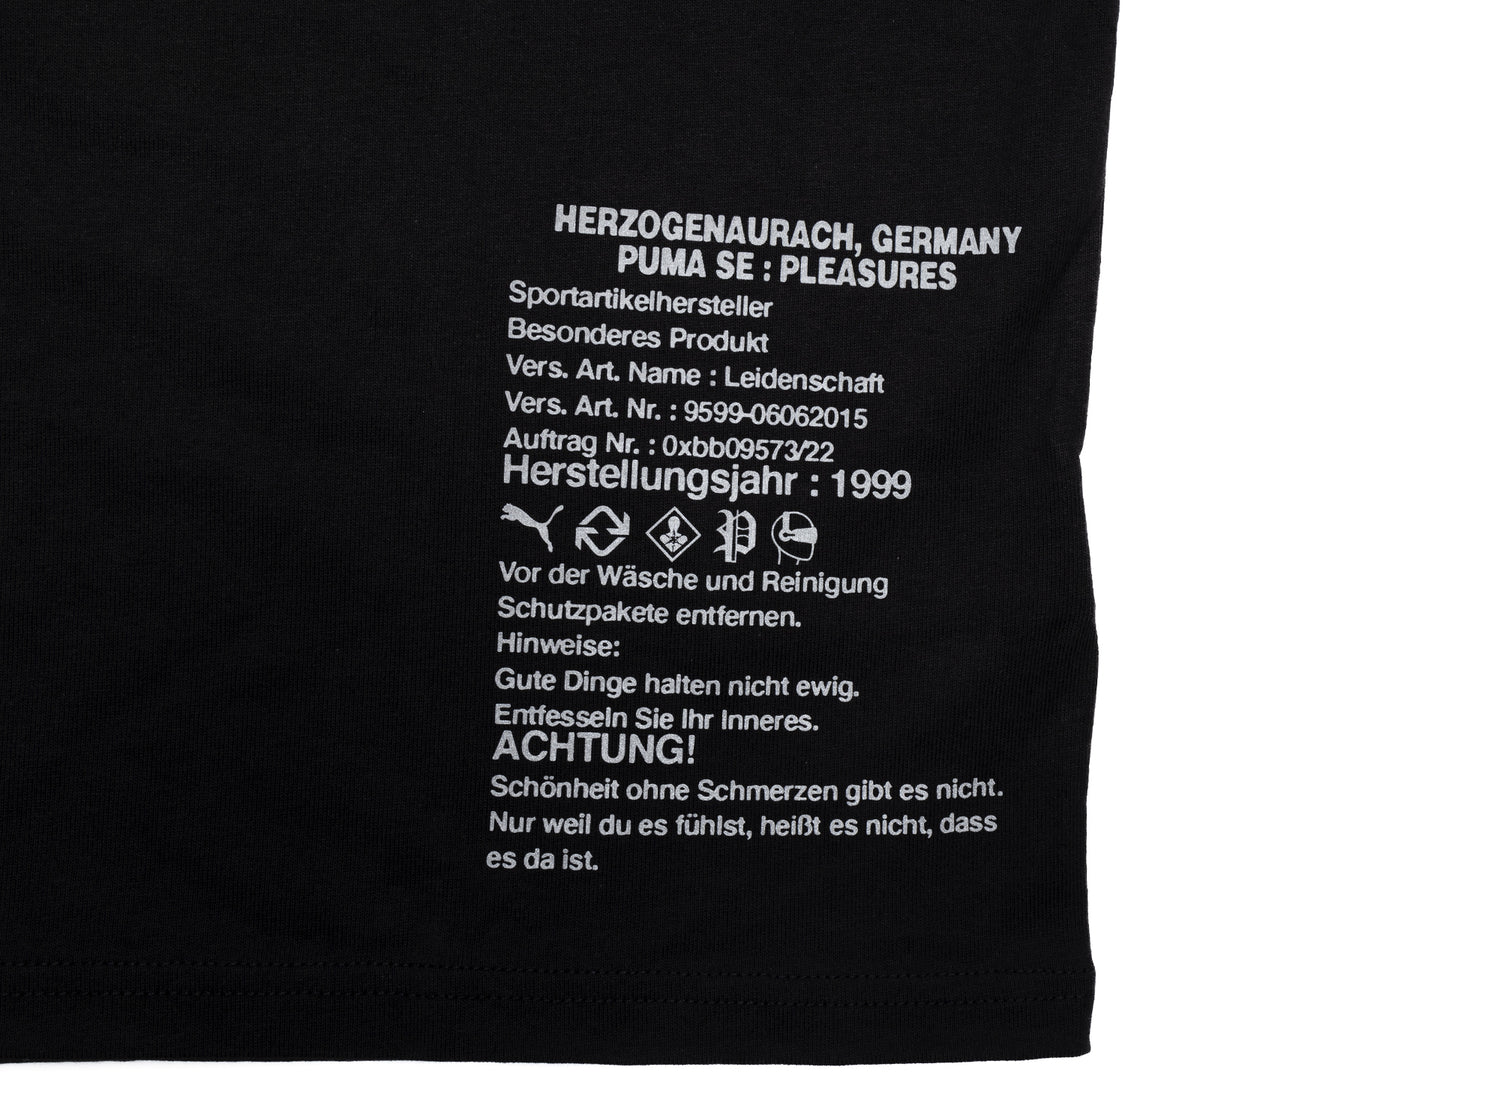 HERZOGENAURACH, GERMANY
PUMA SE : PLEASURES
Sportartikelhersteller
Besonderes Produkt
Vers. Art. Name : Leidenschaft
Vers. Art. Nr. : 9599-06062015
Auftrag Nr. : 0xbb09573/22
Herstellungsjahr : 1999
P
Vor der Wäsche und Reinigung
Schutzpakete entfernen.
Hinweise:
Gute Dinge halten nicht ewig.
Entfesseln Sie Ihr Inneres.
ACHTUNG!
Schönheit ohne Schmerzen gibt es nicht.
Nur weil du es fühlst, heißt es nicht, dass
es da ist.